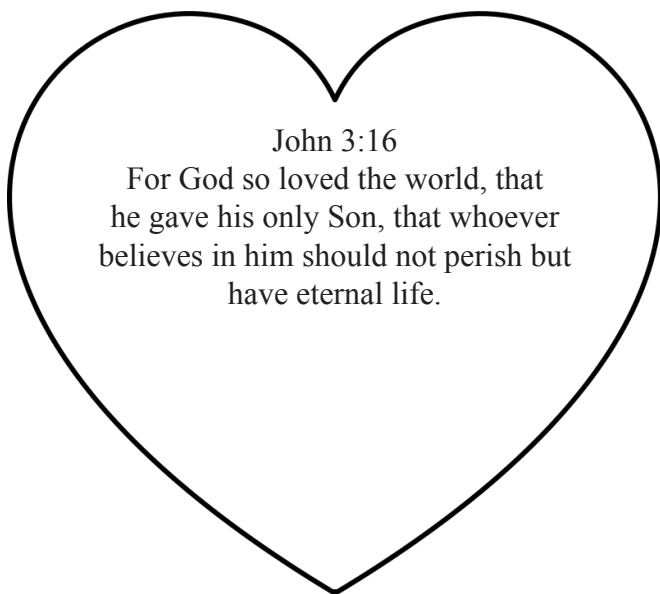 John 3:16
For God so loved the world, that
he gave his only Son, that whoever
believes in him should not perish but
have eternal life.